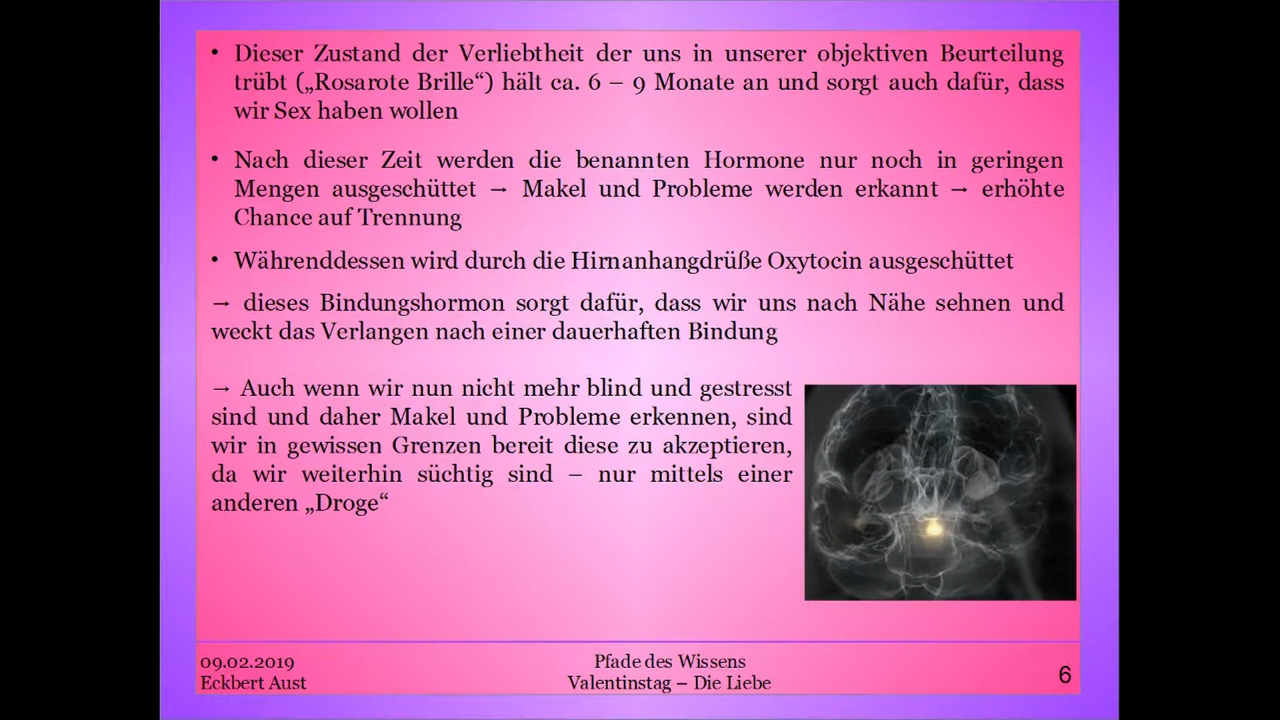 • Dieser Zustand der Verliebtheit der uns in unserer objektiven Beurteilung
trübt („Rosarote Brille“) hält ca. 6 – 9 Monate an und sorgt auch dafür, dass
wir Sex haben wollen
• Nach dieser Zeit werden die benannten Hormone nur noch in geringen
Mengen ausgeschüttet → Makel und Probleme werden erkannt → erhöhte
Chance auf Trennung
• Währenddessen wird durch die Hirnanhangdrüße Oxytocin ausgeschüttet
→ dieses Bindungshormon sorgt dafür, dass wir uns nach Nähe sehnen und
weckt das Verlangen nach einer dauerhaften Bindung
→ Auch wenn wir nun nicht mehr blind und gestresst
sind und daher Makel und Probleme erkennen, sind
wir in gewissen Grenzen bereit diese zu akzeptieren,
da wir weiterhin süchtig sind – nur mittels einer
anderen „Droge“
09.02.2019
Eckbert Aust
Pfade des Wissens
Valentinstag – Die Liebe
6